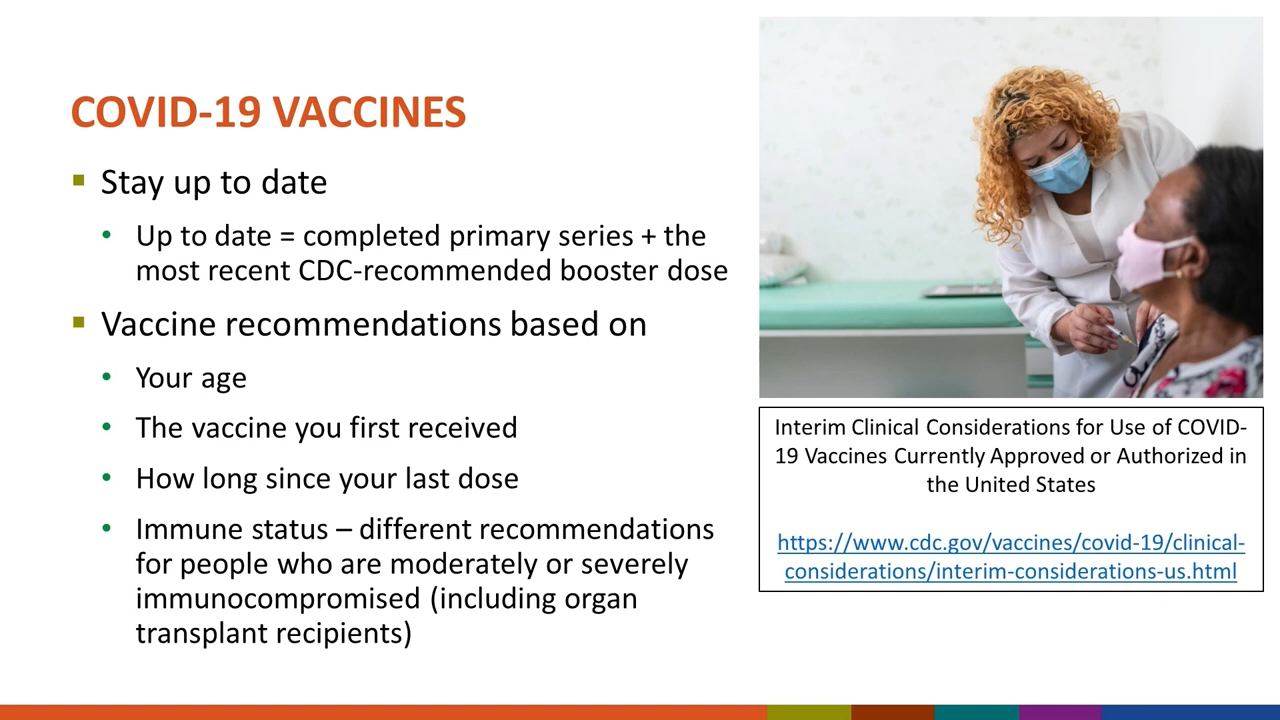 COVID-19 VACCINES
▪ Stay up to date
• Up to date = completed primary series + the
most recent CDC-recommended booster dose
▪ Vaccine recommendations based on
• Your age
• The vaccine you first received
• How long since your last dose
• Immune status – different recommendations
for people who are moderately or severely
immunocompromised (including organ
transplant recipients)
Interim Clinical Considerations for Use of COVID-
19 Vaccines Currently Approved or Authorized in
the United States
https://www.cdc.gov/vaccines/covid-19/clinical-
considerations/interim-considerations-us.html